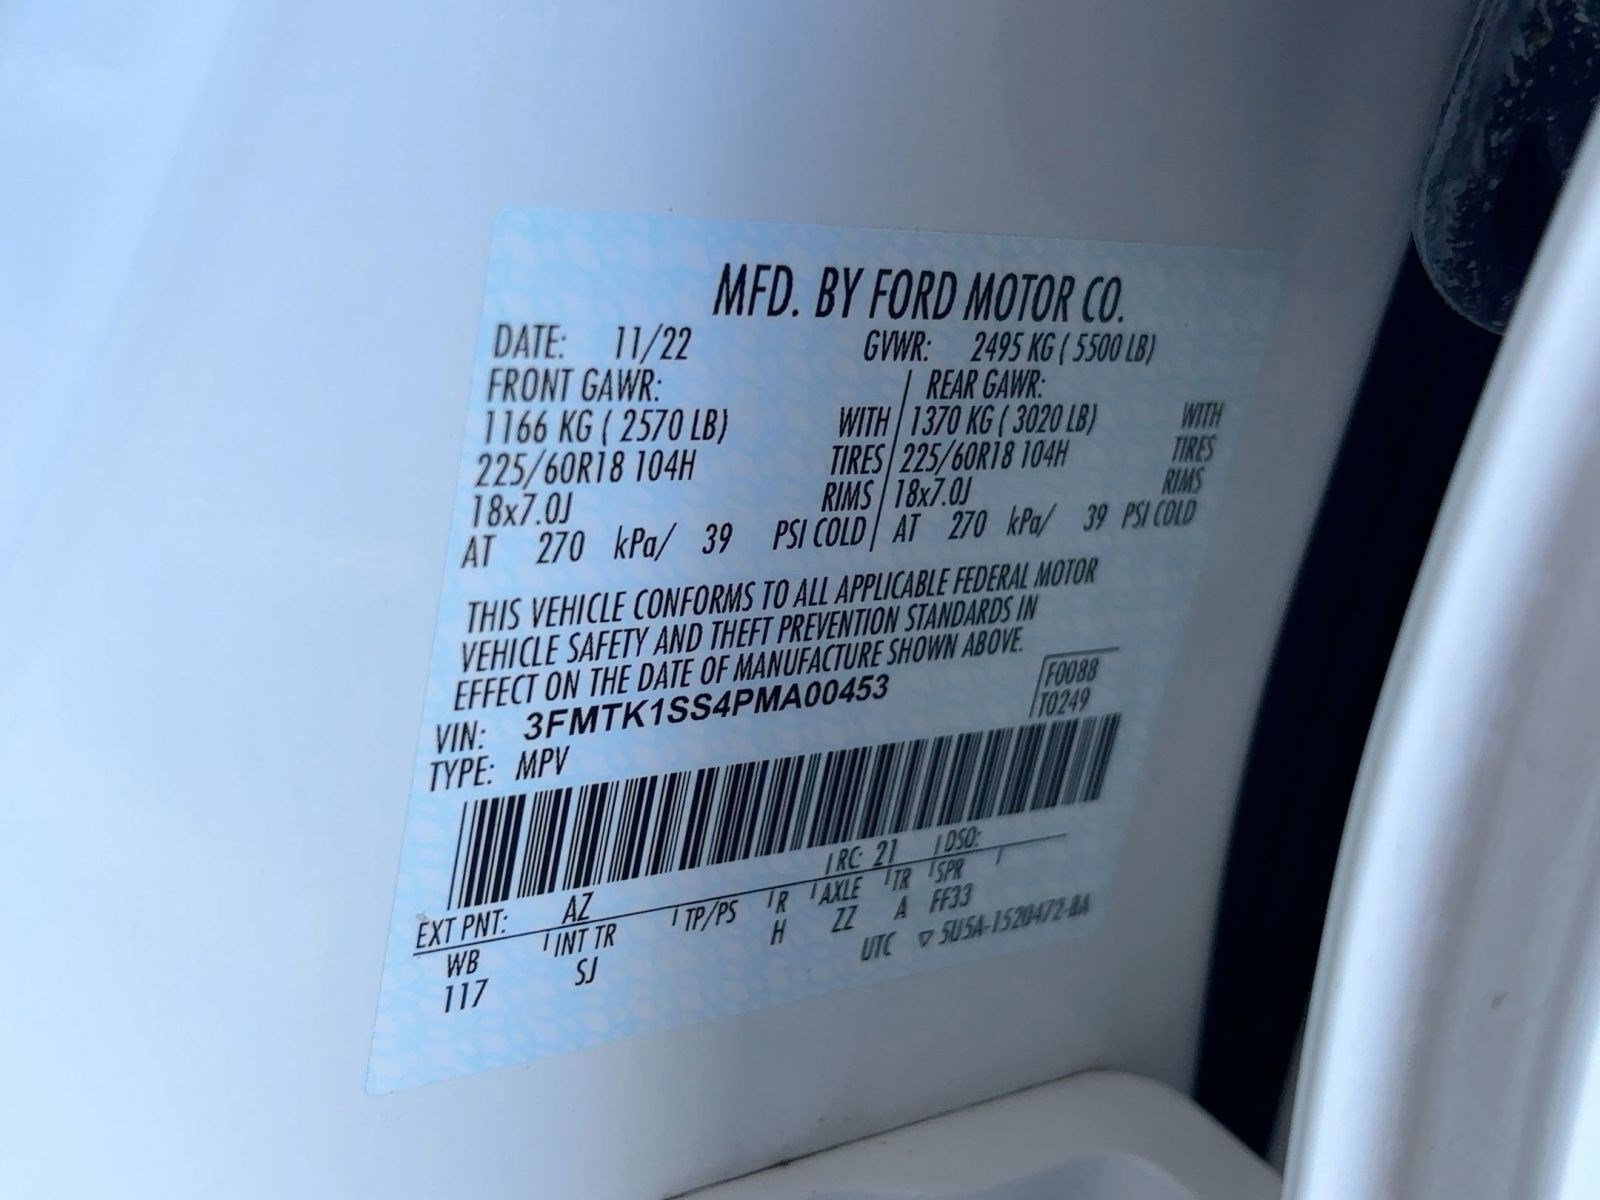 MFD. BY FORD MOTOR CO.
DATE: 11/22 GVWR: 2495 KG ( 5500 LB)
FRONT GAWR: REAR GAWR:
1166 KG ( 2570 LB) WITH 1370 KG ( 3020 LB) WITH
225/60R18 104H TIRES 225/60R18 104H TIRES
18x7.0J RIMS 18x7.0J RIMS
AT 270 kPa/ 39 PSI COLD AT 270 kPa/ 39 PSI COLD
THIS VEHICLE CONFORMS TO ALL APPLICABLE FEDERAL MOTOR
VEHICLE SAFETY AND THEFT PREVENTION STANDARDS IN
EFFECT ON THE DATE OF MANUFACTURE SHOWN ABOVE.
VIN: 3FMTK1SS4PMA00453 F0088
TYPE: MPV T0249
EXT PNT: AZ RC: 21 DSO:
WB INT TR TP/PS R AXLE TR SPR
117 SJ H ZZ A FF33
UTC ▽ 5U5A-1520472-BA